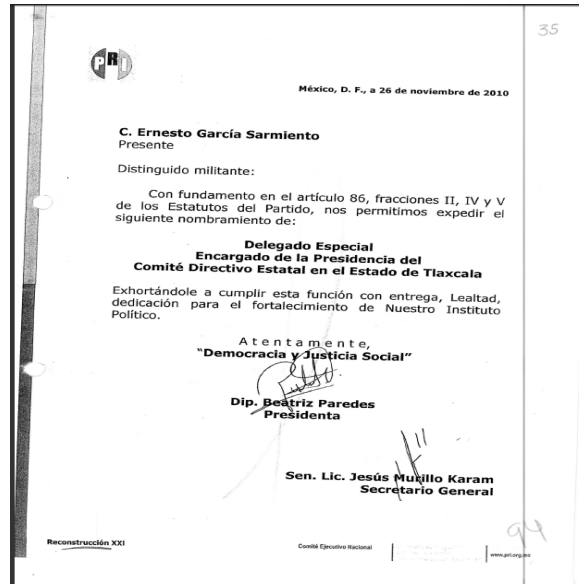 35
PRI
México, D. F., a 26 de noviembre de 2010
C. Ernesto García Sarmiento
Presente
Distinguido militante:
Con fundamento en el artículo 86, fracciones II, IV y V
de los Estatutos del Partido, nos permitimos expedir el
siguiente nombramiento de:
Delegado Especial
Encargado de la Presidencia del
Comité Directivo Estatal en el Estado de Tlaxcala
Exhortándole a cumplir esta función con entrega, Lealtad,
dedicación para el fortalecimiento de Nuestro Instituto
Político.
Atentamente,
"Democracia y Justicia Social"
Dip. Beatriz Paredes
Presidenta
Sen. Lic. Jesús Murillo Karam
Secretario General
94
Reconstrucción XXI
Comité Ejecutivo Nacional
www.pri.org.mx